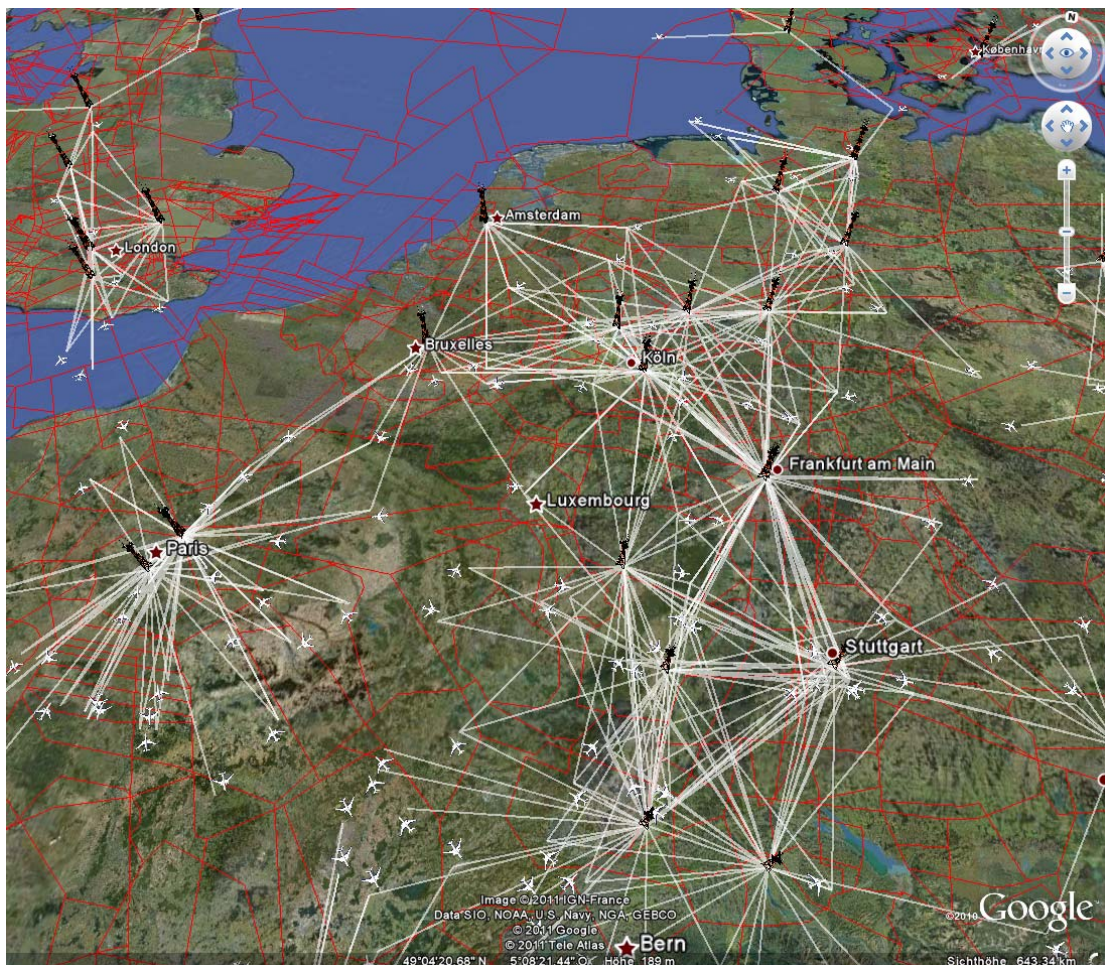 N
København
Amsterdam
London
Bruxelles
Köln
Frankfurt am Main
Luxembourg
Paris
Stuttgart
Image © 2011 IGN-France
Data SIO, NOAA, U.S. Navy, NGA, GEBCO
© 2011 Google
© 2011 Tele Atlas
©2010 Google
Bern
49°04'20.68" N 5°08'21.44" O Höhe 189 m Sichthöhe 643.34 km